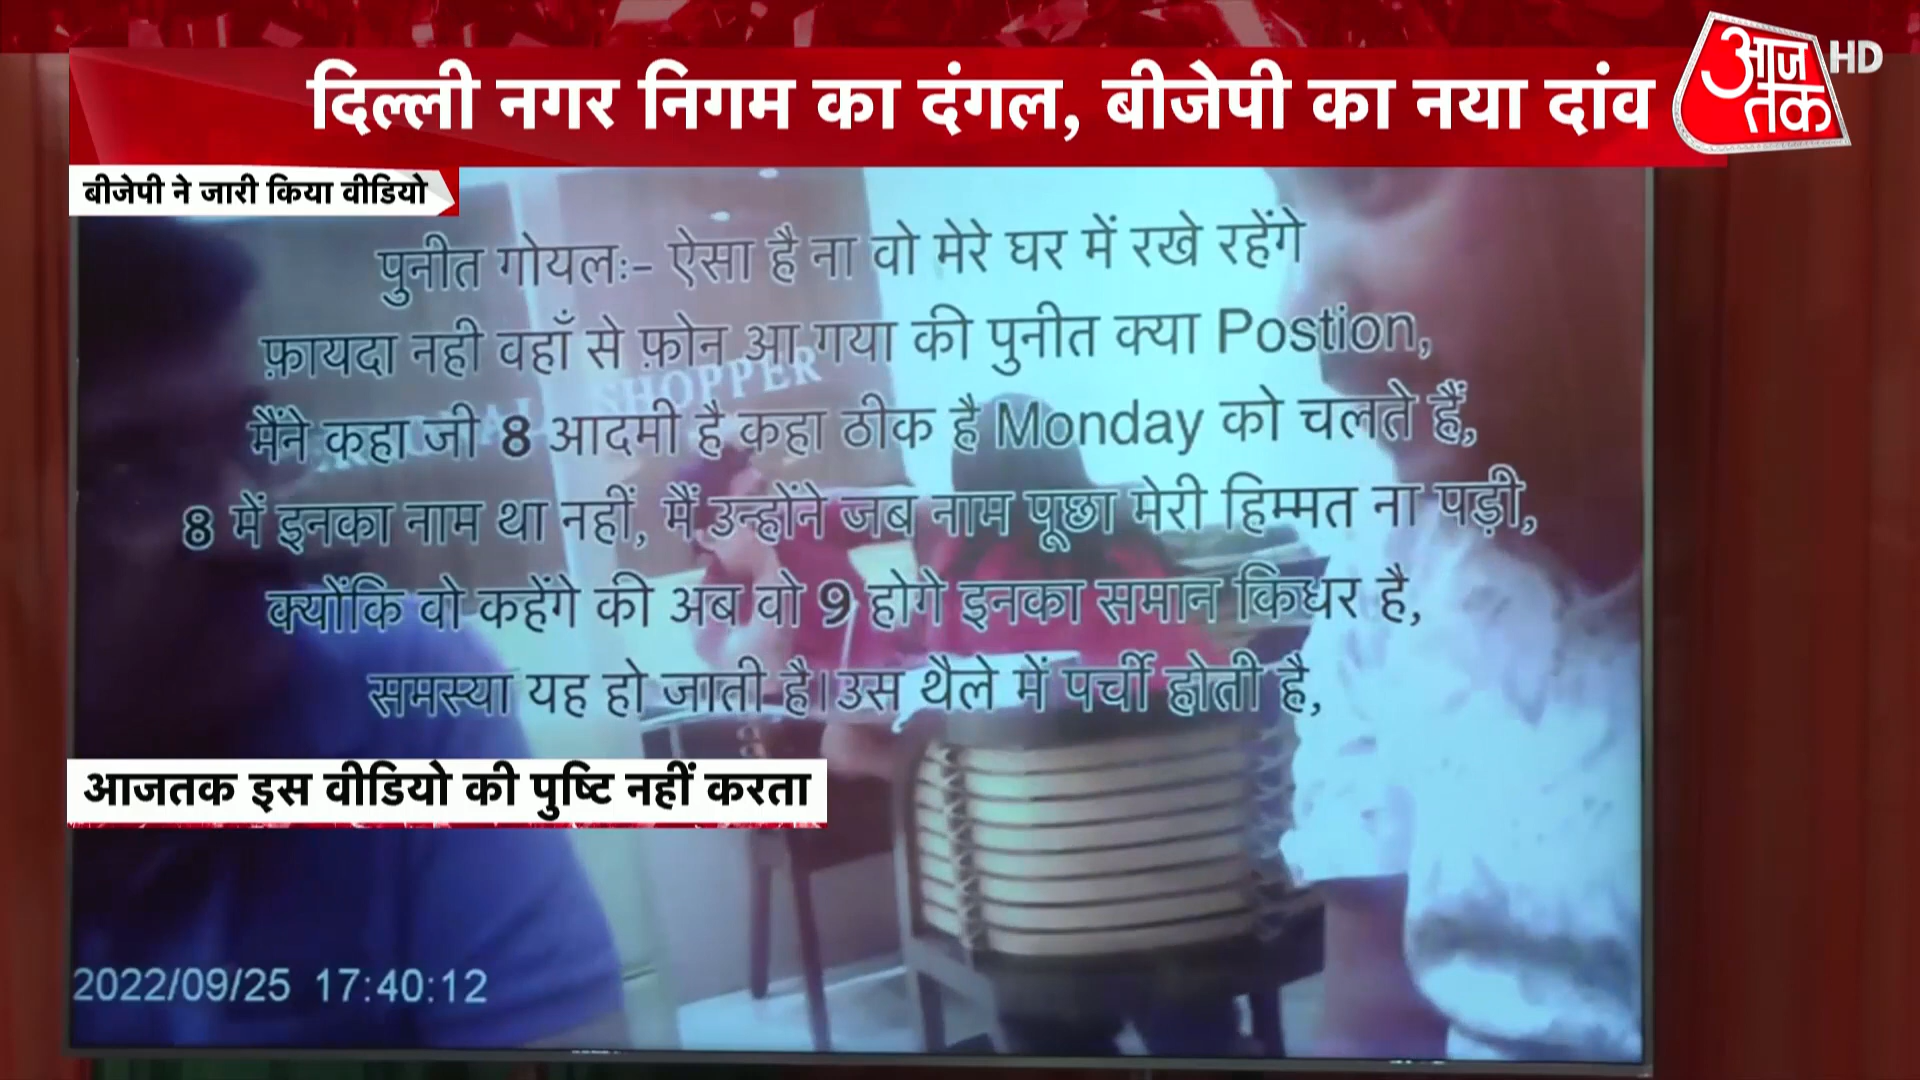 दिल्ली नगर निगम का दंगल, बीजेपी का नया दांव
आज तक HD
बीजेपी ने जारी किया वीडियो
पुनीत गोयलः- ऐसा है ना वो मेरे घर में रखे रहेंगे
फ़ायदा नही वहाँ से फ़ोन आ गया की पुनीत क्या Postion,
SHOPPER
मैंने कहा जी 8 आदमी है कहा ठीक है Monday को चलते हैं,
8 में इनका नाम था नहीं, मैं उन्होंने जब नाम पूछा मेरी हिम्मत ना पड़ी,
क्योंकि वो कहेंगे की अब वो 9 होगे इनका समान किधर है,
समस्या यह हो जाती है।उस थैले में पर्ची होती है,
आजतक इस वीडियो की पुष्टि नहीं करता
2022/09/25 17:40:12